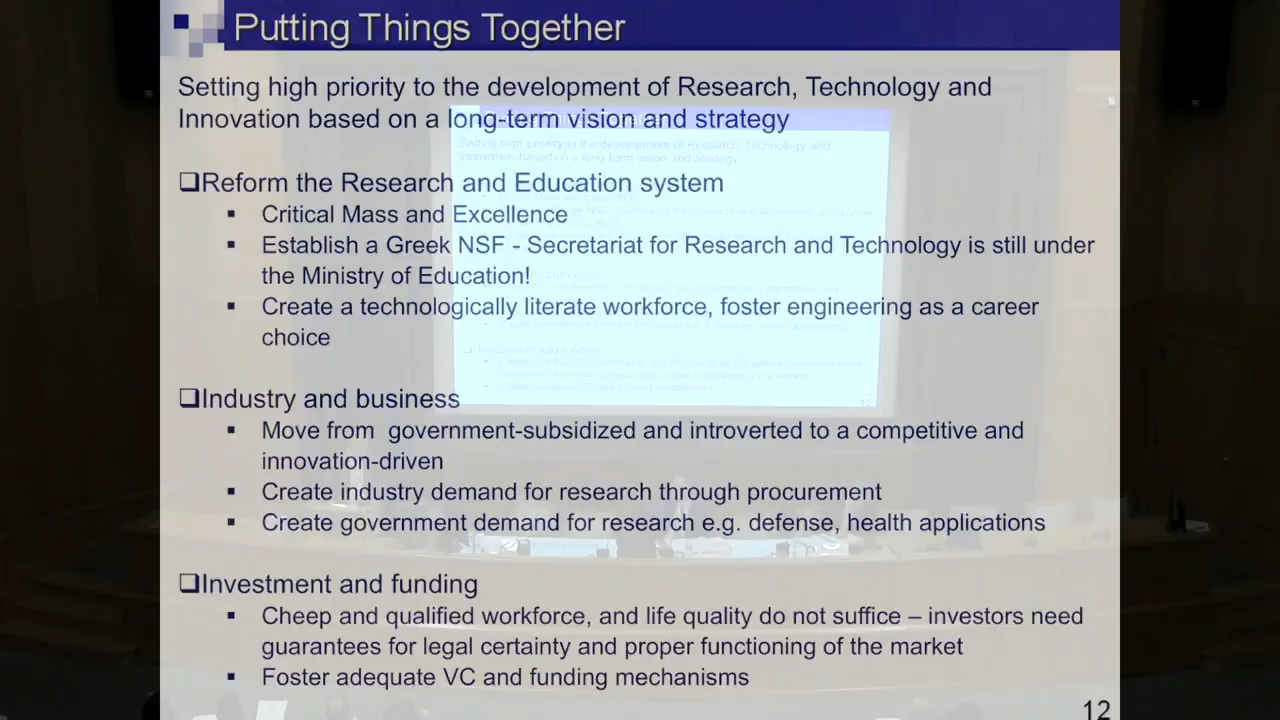 Putting Things Together
Setting high priority to the development of Research, Technology and
Innovation based on a long-term vision and strategy
❑Reform the Research and Education system
▪ Critical Mass and Excellence
▪ Establish a Greek NSF - Secretariat for Research and Technology is still under
the Ministry of Education!
▪ Create a technologically literate workforce, foster engineering as a career
choice
❑Industry and business
▪ Move from government-subsidized and introverted to a competitive and
innovation-driven
▪ Create industry demand for research through procurement
▪ Create government demand for research e.g. defense, health applications
❑Investment and funding
▪ Cheep and qualified workforce, and life quality do not suffice – investors need
guarantees for legal certainty and proper functioning of the market
▪ Foster adequate VC and funding mechanisms
12